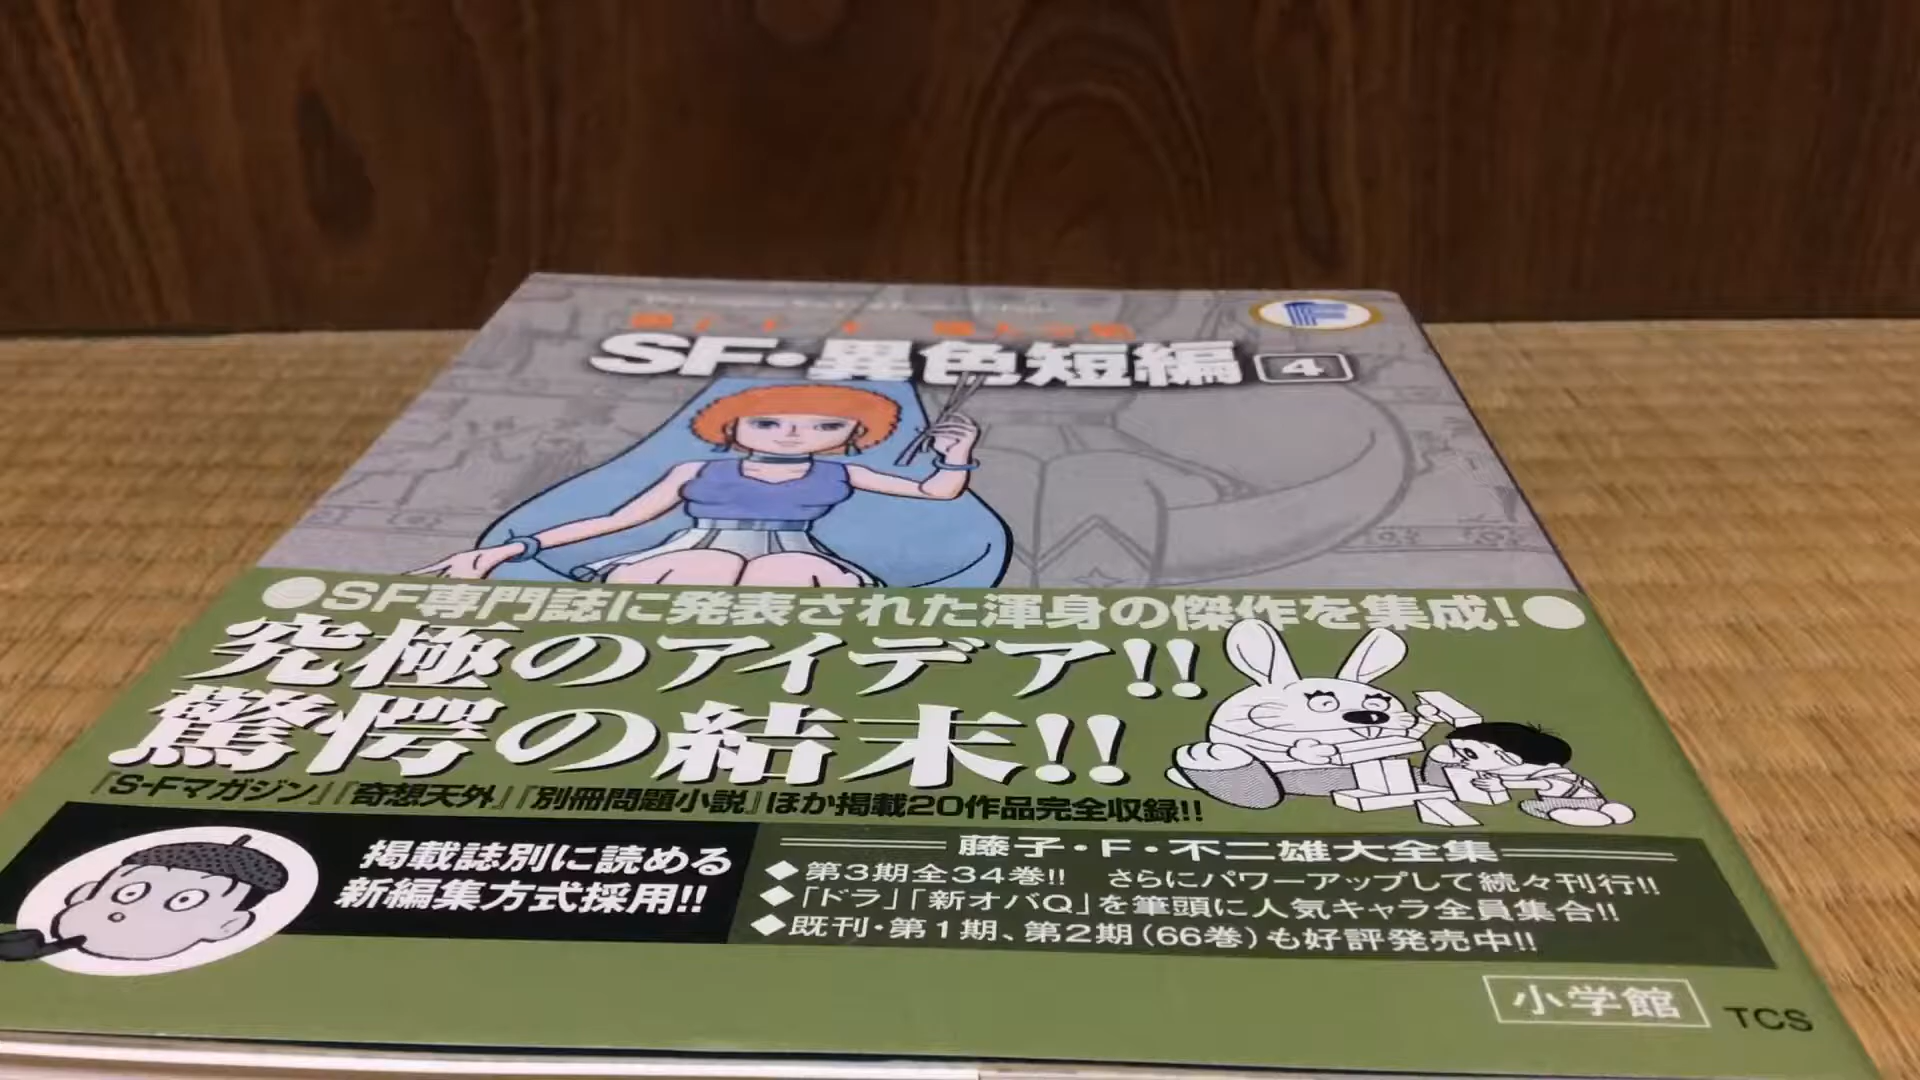 SF・異色短編 4
●SF専門誌に発表された渾身の傑作を集成!●
究極のアイデア!!
驚愕の結末!!
『S-Fマガジン』『奇想天外』『別冊問題小説』ほか掲載20作品完全収録!!
掲載誌別に読める
新編集方式採用!!
藤子・F・不二雄大全集
◆第3期全34巻!! さらにパワーアップして続々刊行!!
◆「ドラ」「新オバQ」を筆頭に人気キャラ全員集合!!
◆既刊・第1期、第2期(66巻)も好評発売中!!
小学館
TCS